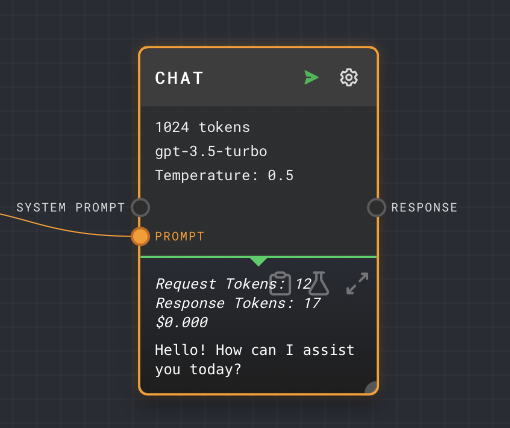 CHAT
1024 tokens
gpt-3.5-turbo
Temperature: 0.5
SYSTEM PROMPT
RESPONSE
PROMPT
Request Tokens: 12
Response Tokens: 17
$0.000
Hello! How can I assist
you today?